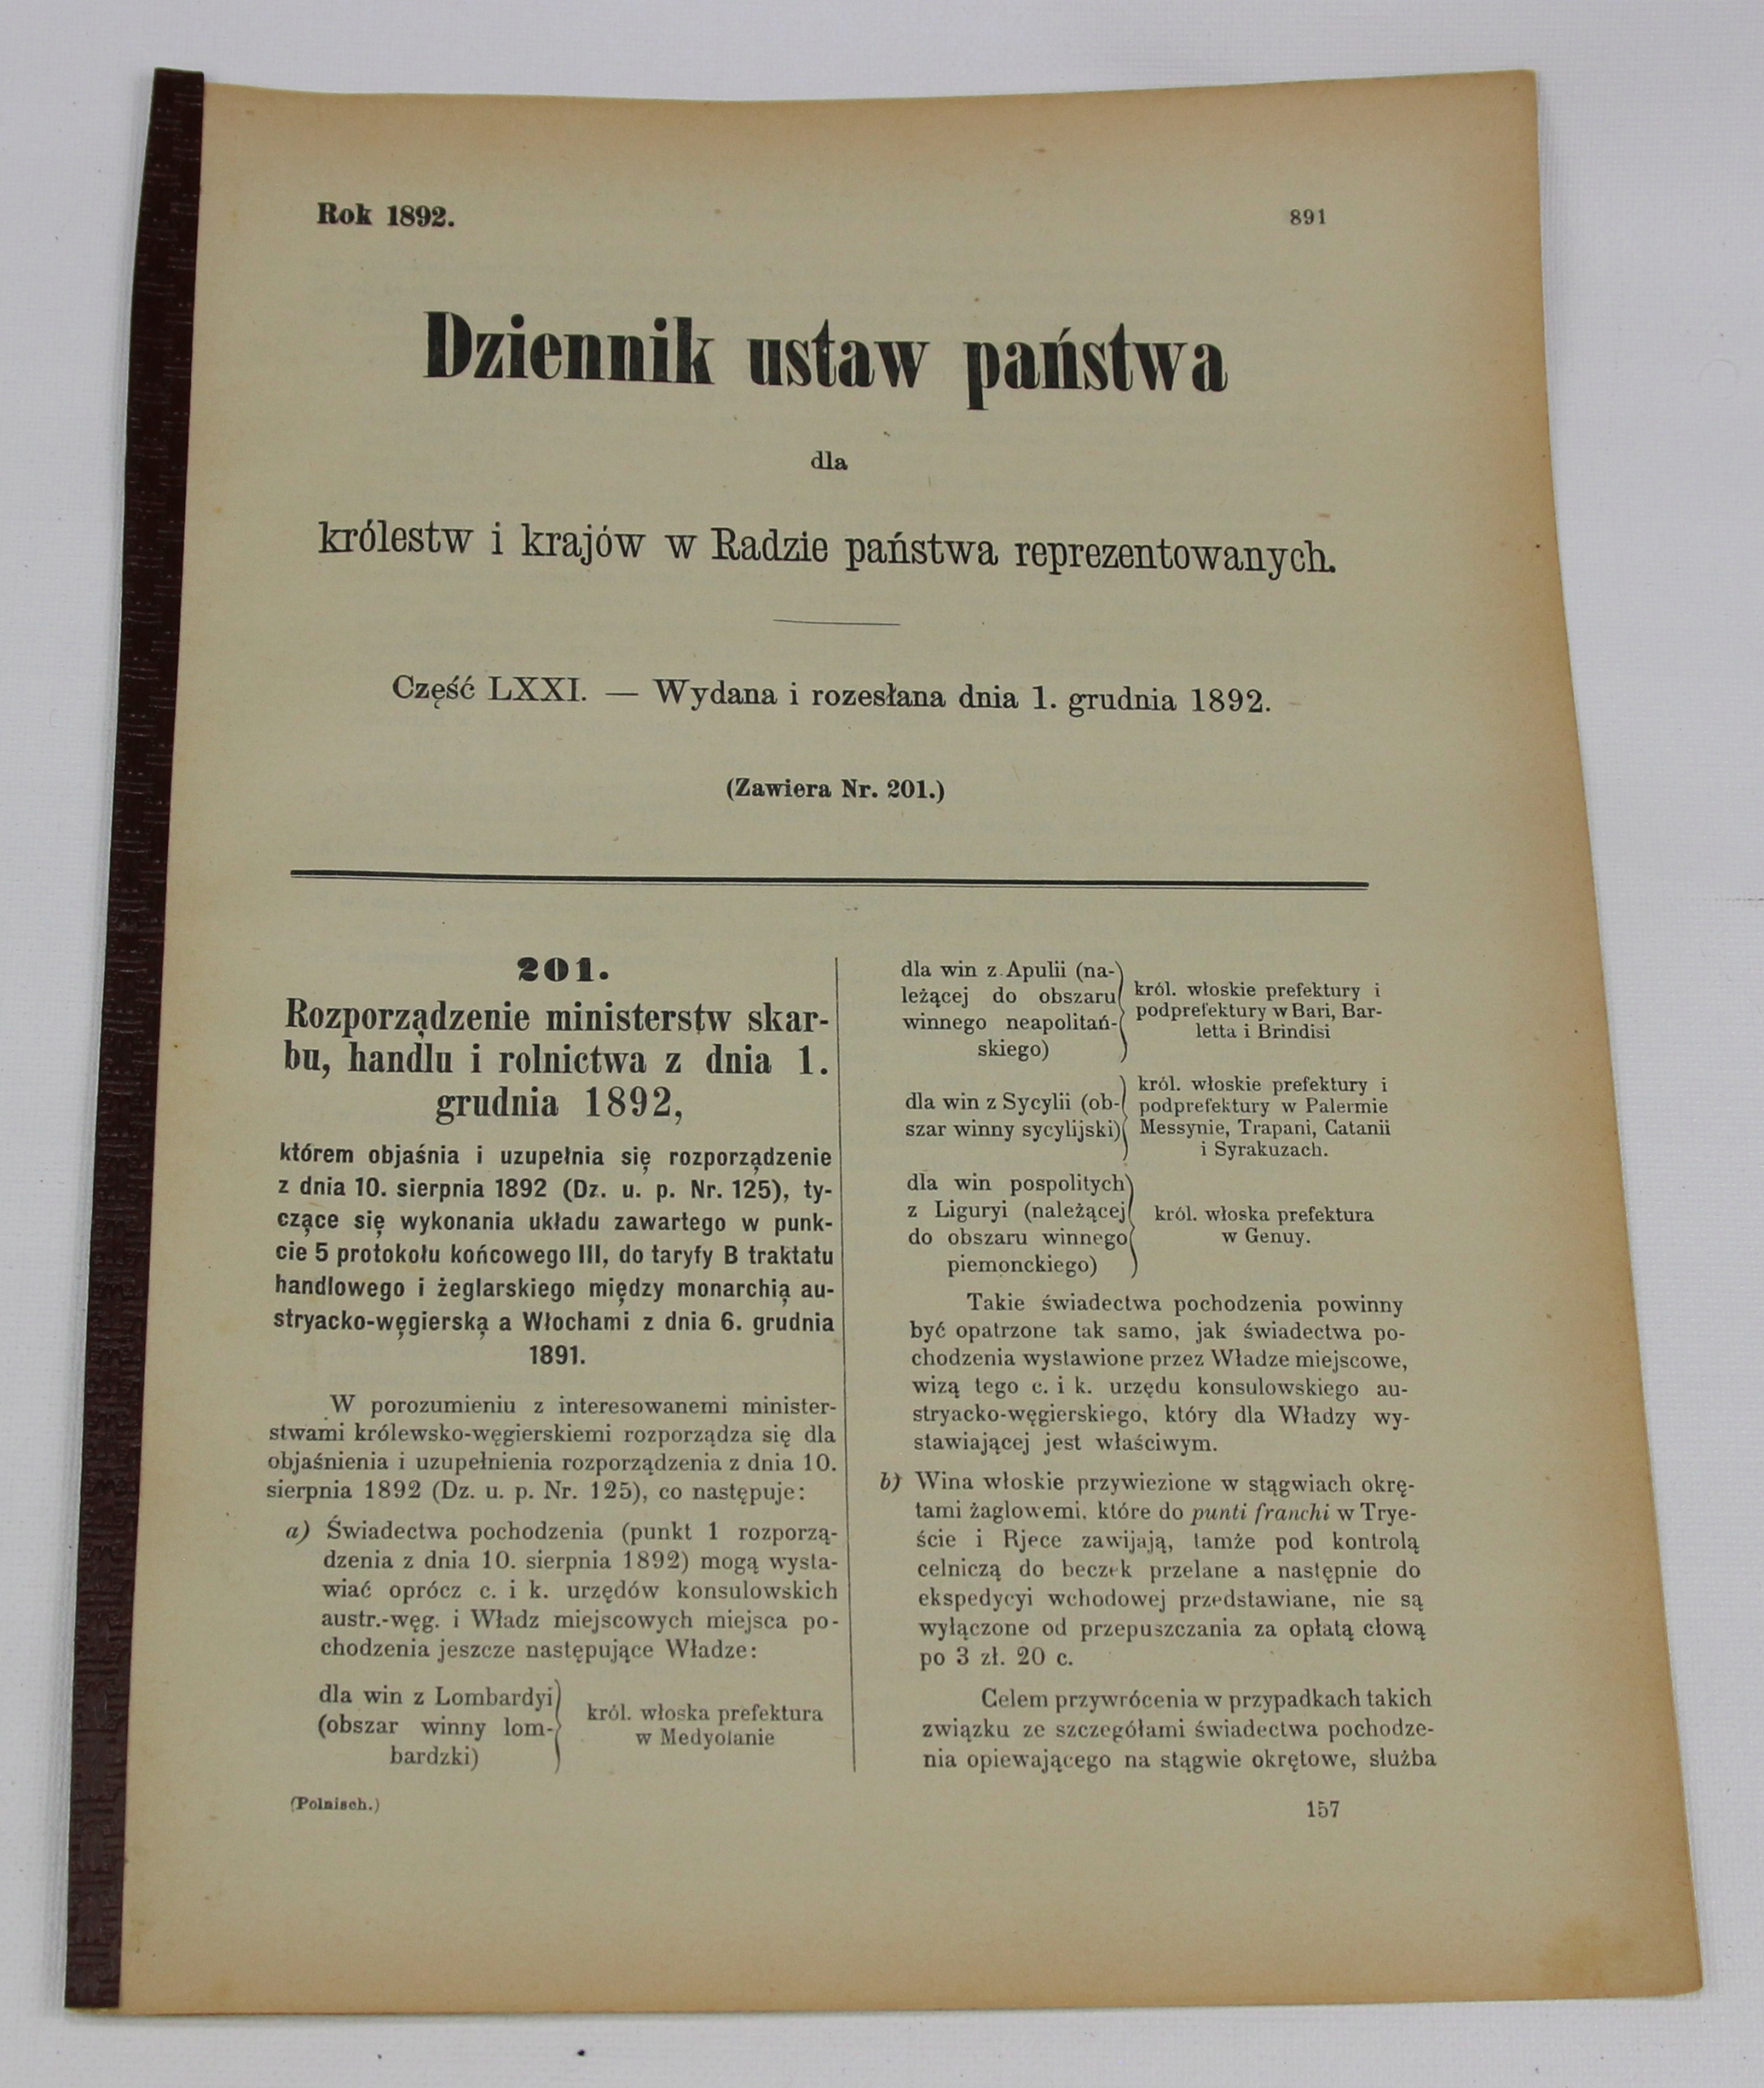 Rok 1892.
891
Dziennik ustaw państwa
dla
królestw i krajów w Radzie państwa reprezentowanych.
Część LXXI. — Wydana i rozesłana dnia 1. grudnia 1892.
(Zawiera Nr. 201.)
201.
Rozporządzenie ministerstw skar-
bu, handlu i rolnictwa z dnia 1.
grudnia 1892,
którem objaśnia i uzupełnia się rozporządzenie
z dnia 10. sierpnia 1892 (Dz. u. p. Nr. 125), ty-
czące się wykonania układu zawartego w punk-
cie 5 protokołu końcowego III, do taryfy B traktatu
handlowego i żeglarskiego między monarchią au-
stryacko-węgierską a Włochami z dnia 6. grudnia
1891.
W porozumieniu z interesowanemi minister-
stwami królewsko-węgierskiemi rozporządza się dla
objaśnienia i uzupełnienia rozporządzenia z dnia 10.
sierpnia 1892 (Dz. u. p. Nr. 125), co następuje:
a) Świadectwa pochodzenia (punkt 1 rozporzą-
dzenia z dnia 10. sierpnia 1892) mogą wysta-
wiać oprócz c. i k. urzędów konsulowskich
austr.-węg. i Władz miejscowych miejsca po-
chodzenia jeszcze następujące Władze:
dla win z Lombardyi
(obszar winny lom-
bardzki)
król. włoska prefektura
w Medyolanie
(Polnisch.)
dla win z Apulii (na-
leżącej do obszaru
winnego neapolitań-
skiego)
król. włoskie prefektury i
podprefektury w Bari, Bar-
letta i Brindisi
dla win z Sycylii (ob-
szar winny sycylijski)
król. włoskie prefektury i
podprefektury w Palermie
Messynie, Trapani, Catanii
i Syrakuzach.
dla win pospolitych
z Liguryi (należącej
do obszaru winnego
piemonckiego)
król. włoska prefektura
w Genuy.
Takie świadectwa pochodzenia powinny
być opatrzone tak samo, jak świadectwa po-
chodzenia wystawione przez Władze miejscowe,
wizą tego c. i k. urzędu konsulowskiego au-
stryacko-węgierskiego, który dla Władzy wy-
stawiającej jest właściwym.
b) Wina włoskie przywiezione w stągwiach okrę-
tami żaglowemi, które do punti franchi w Trye-
ście i Rjece zawijają, tamże pod kontrolą
celniczą do beczek przelane a następnie do
ekspedycyi wchodowej przedstawiane, nie są
wyłączone od przepuszczania za opłatą cłową
po 3 zł. 20 c.
Celem przywrócenia w przypadkach takich
związku ze szczegółami świadectwa pochodze-
nia opiewającego na stągwie okrętowe, służba
157